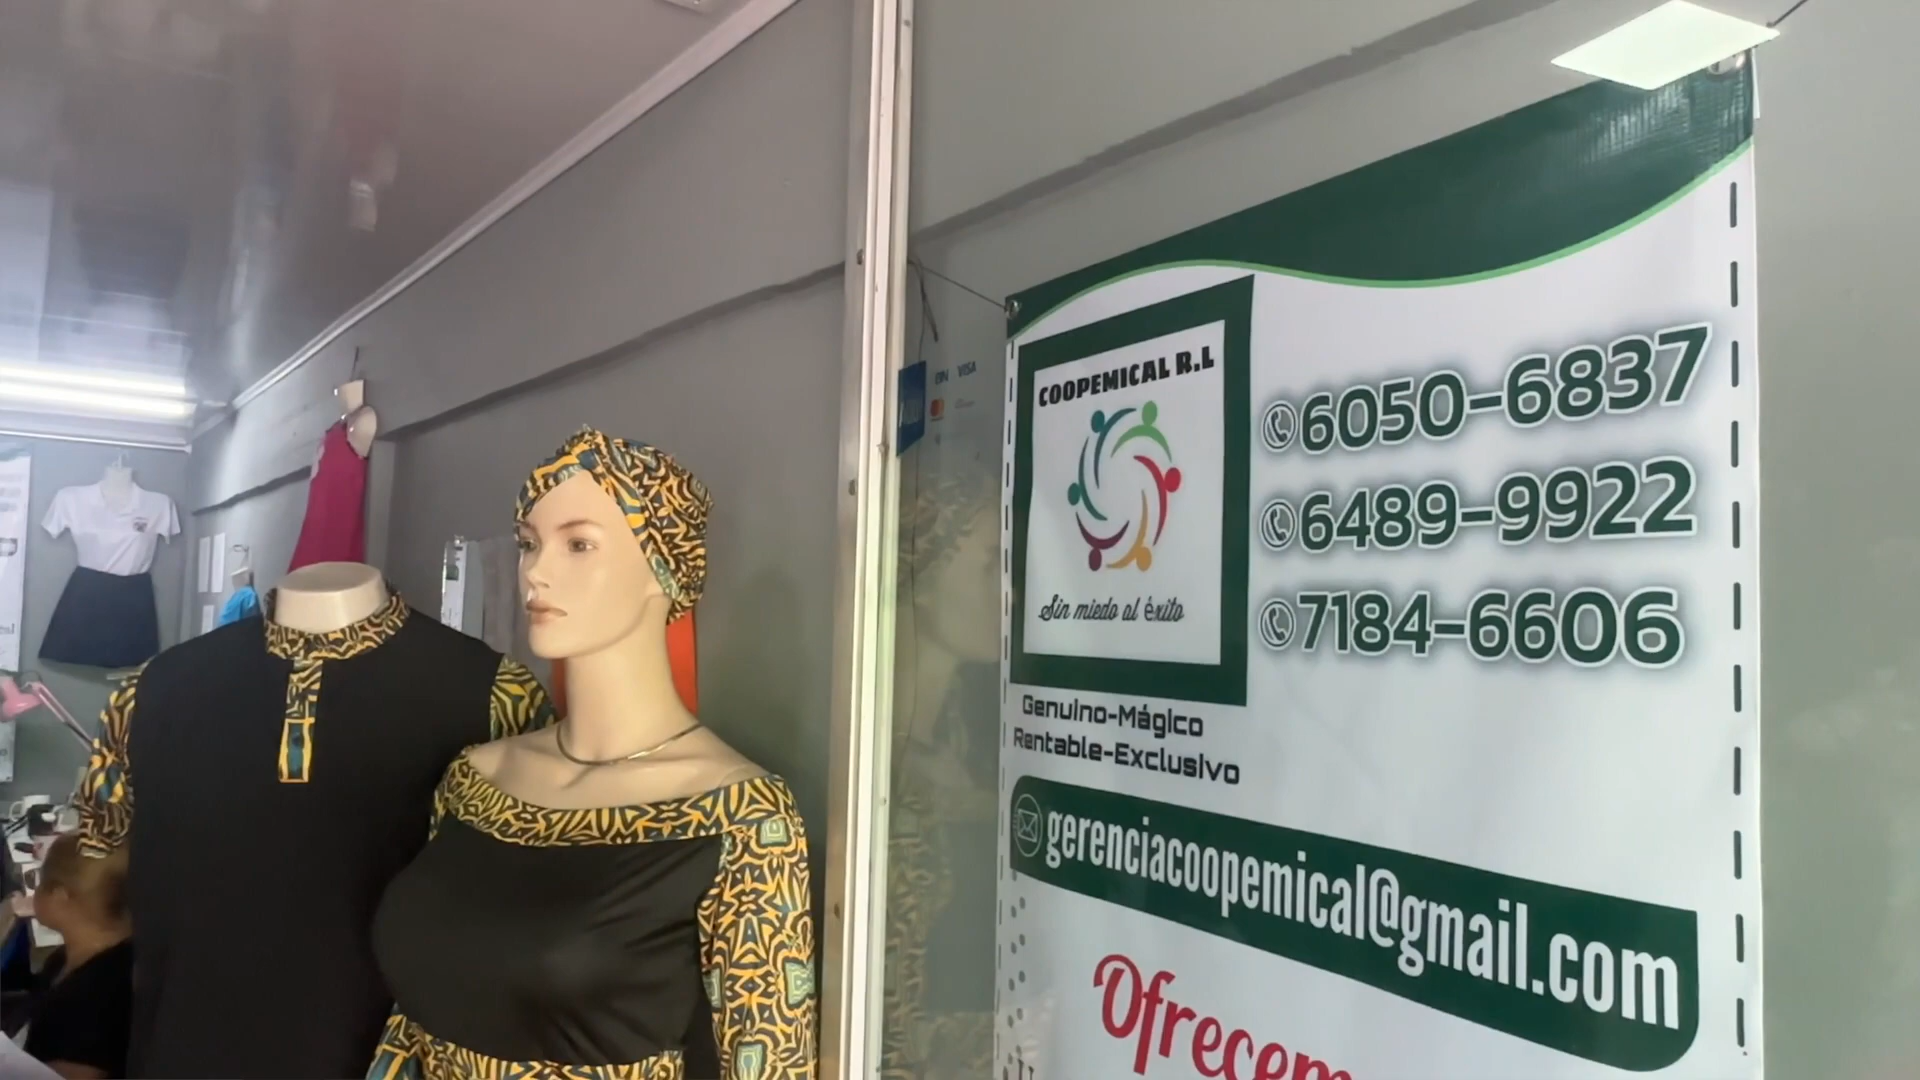 COOPEMICAL R.L
Sin miedo al éxito
Genuino-Mágico
Rentable-Exclusivo
6050-6837
6489-9922
7184-6606
gerenciacoopemical@gmail.com
VISA